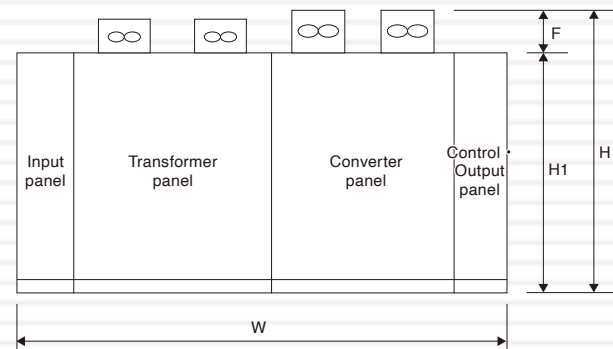 Input
panel
Transformer
panel
Converter
panel
Control •
Output
panel
F
H1
H
W